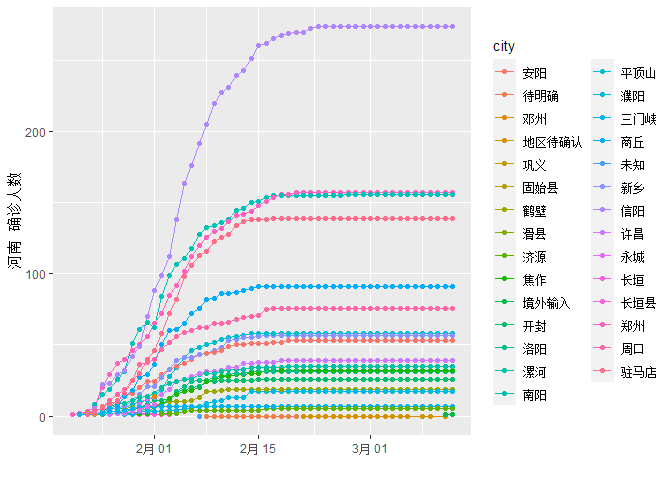 city
安阳
待明确
邓州
地区待确认
巩义
固始县
鹤壁
滑县
济源
焦作
境外输入
开封
洛阳
漯河
南阳
平顶山
濮阳
三门峡
商丘
未知
新乡
信阳
许昌
永城
长垣
长垣县
郑州
周口
驻马店
河南 确诊人数
200
100
0
2月 01
2月 15
3月 01